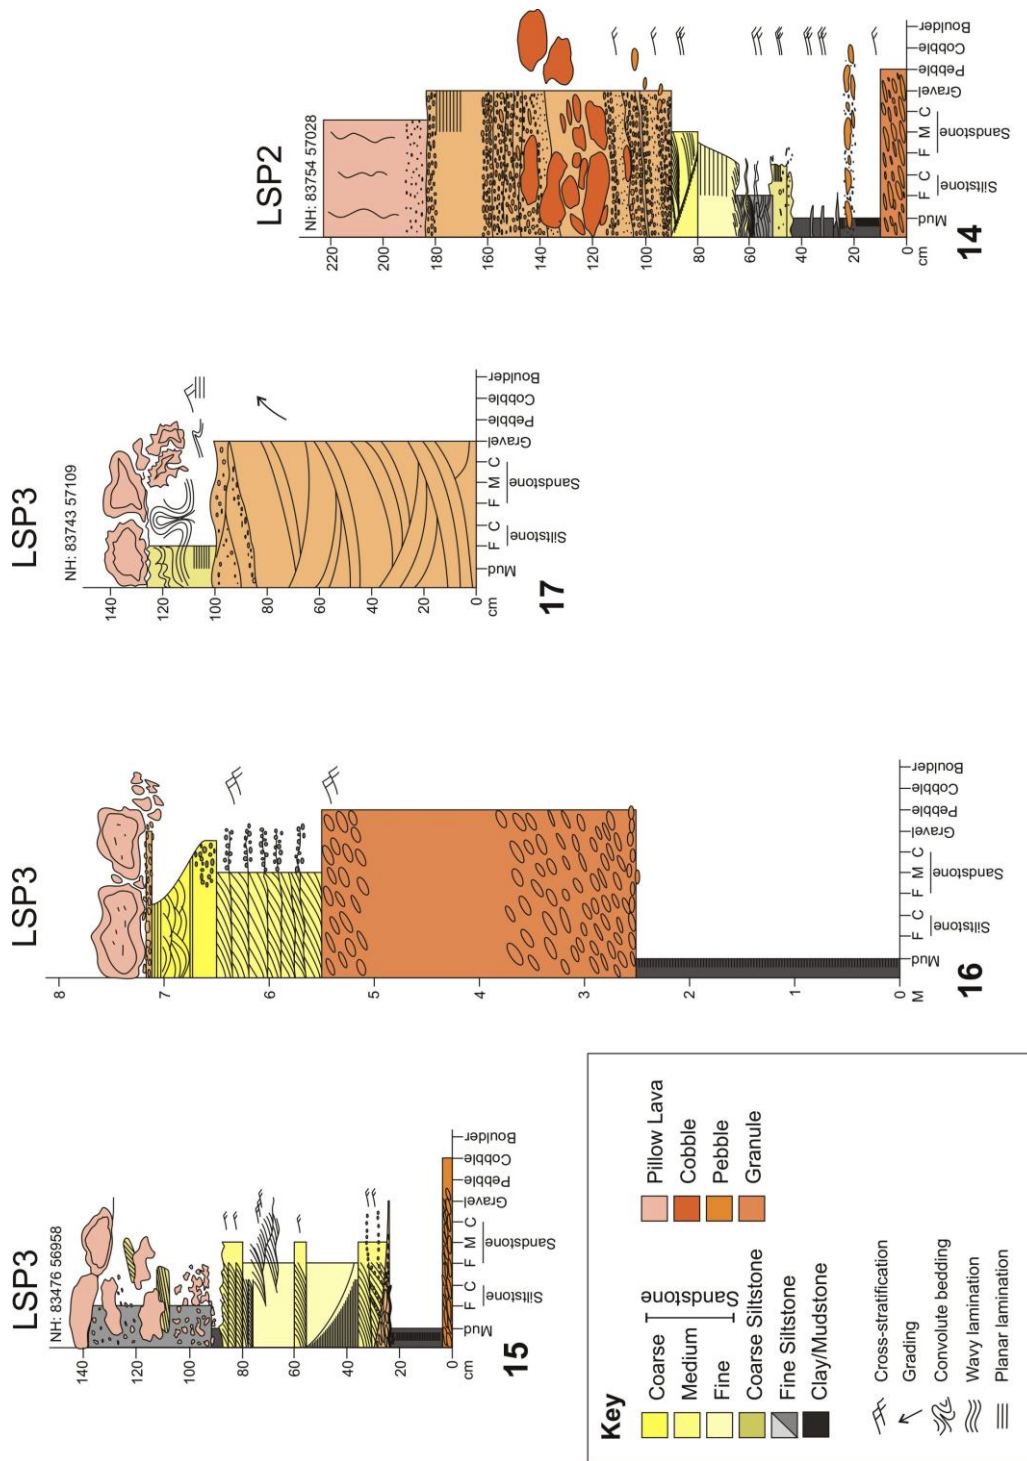 LSP3
NH: 83476 56958
140
120
100
80
60
40
20
0
cm
Mud
F
C
Siltstone
F
M
C
Sandstone
Gravel
Pebble
Cobble
Boulder
15
LSP3
8
7
6
5
4
3
2
1
0
M
Mud
F
C
Siltstone
F
M
C
Sandstone
Gravel
Pebble
Cobble
Boulder
16
LSP3
NH: 83743 57109
140
120
100
80
60
40
20
0
cm
Mud
F
C
Siltstone
F
M
C
Sandstone
Gravel
Pebble
Cobble
Boulder
17
LSP2
NH: 83754 57028
220
200
180
160
140
120
100
80
60
40
20
0
cm
Mud
F
C
Siltstone
F
M
C
Sandstone
Gravel
Pebble
Cobble
Boulder
14
Key
Coarse
Medium
Fine
Sandstone
Coarse Siltstone
Fine Siltstone
Clay/Mudstone
Pillow Lava
Cobble
Pebble
Granule
Cross-stratification
Grading
Convolute bedding
Wavy lamination
Planar lamination